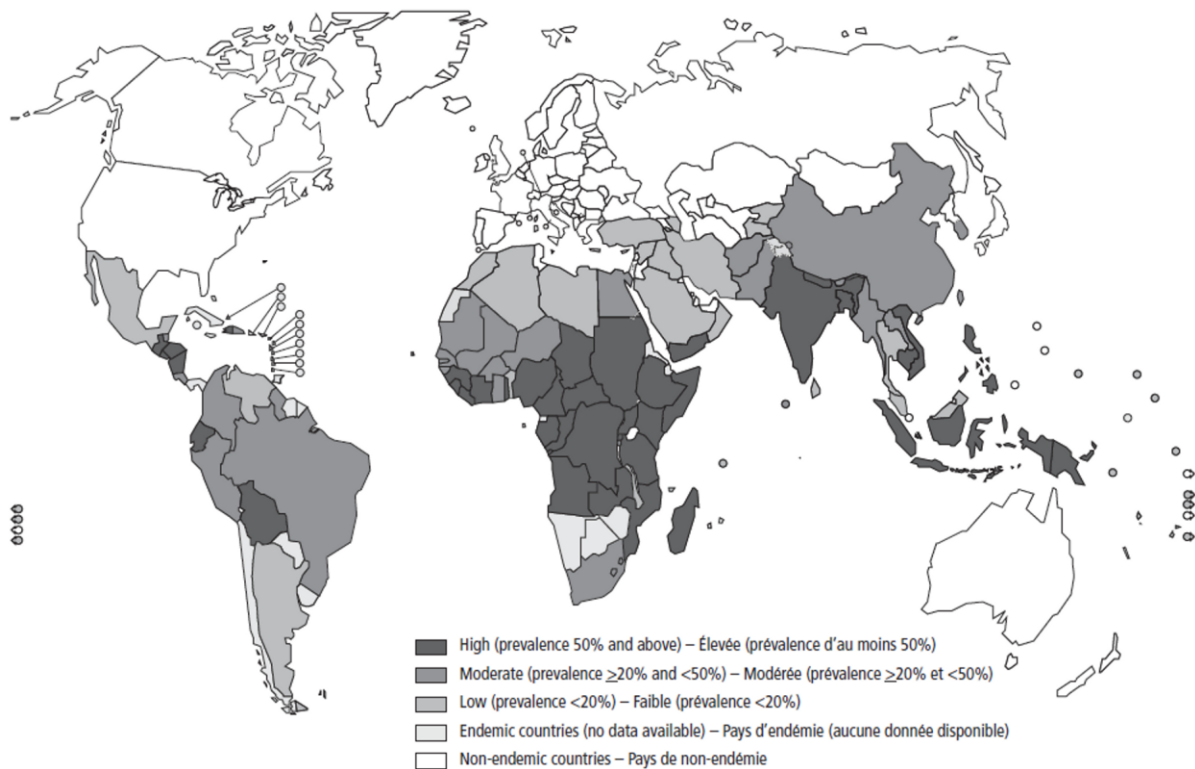 High (prevalence 50% and above) – Élevée (prévalence d'au moins 50%)
Moderate (prevalence ≥20% and <50%) – Modérée (prévalence ≥20% et <50%)
Low (prevalence <20%) – Faible (prévalence <20%)
Endemic countries (no data available) – Pays d'endémie (aucune donnée disponible)
Non-endemic countries – Pays de non-endémie